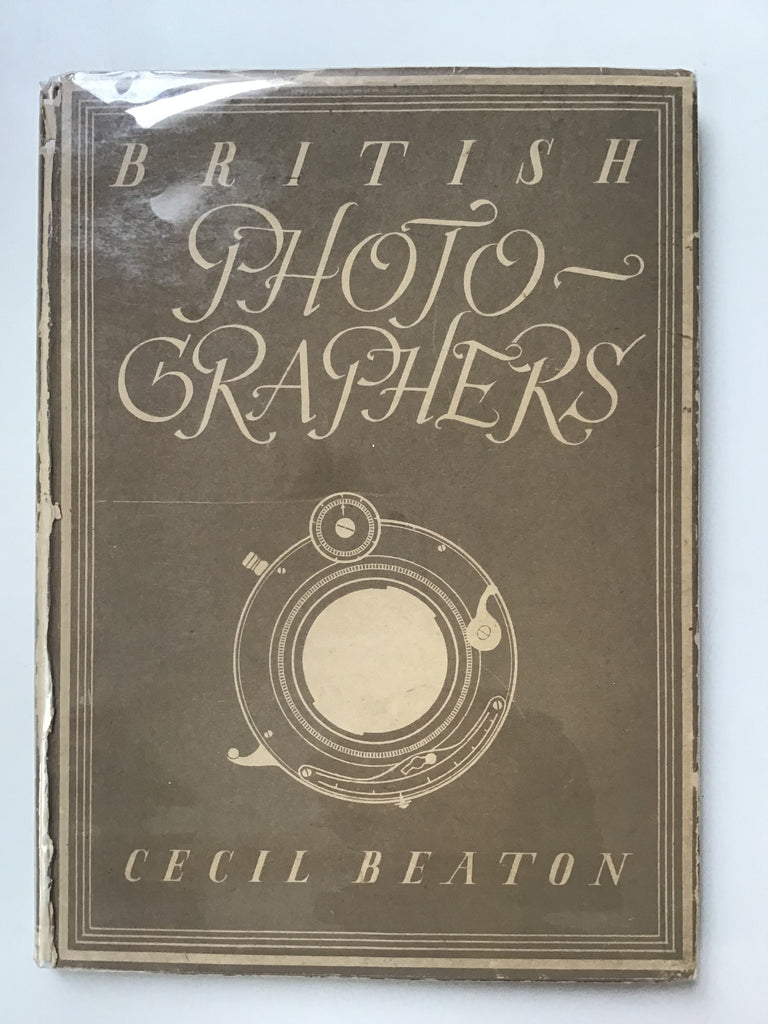 BRITISH
PHOTO-
GRAPHERS
CECIL BEATON